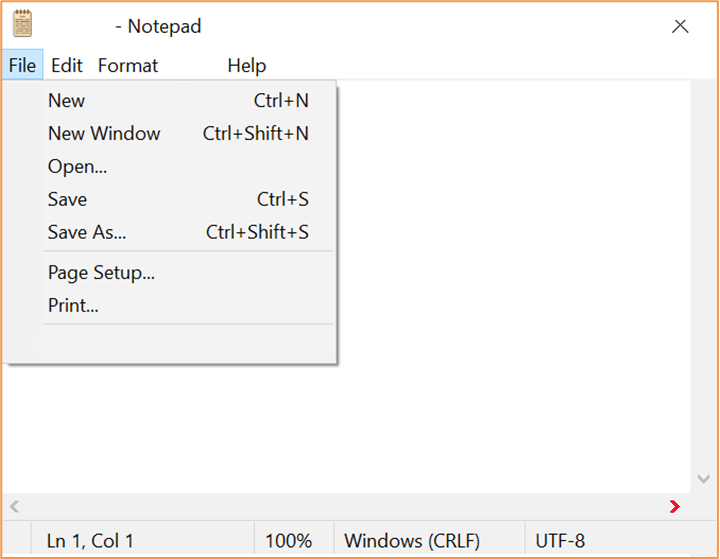 - Notepad
File Edit Format Help
New Ctrl+N
New Window Ctrl+Shift+N
Open...
Save Ctrl+S
Save As... Ctrl+Shift+S
Page Setup...
Print...
Ln 1, Col 1 100% Windows (CRLF) UTF-8